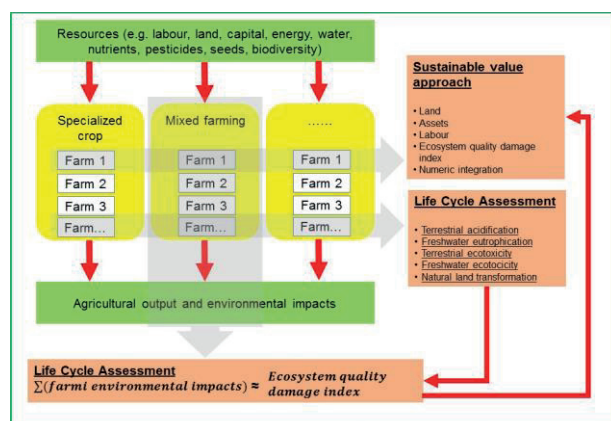 Resources (e.g. labour, land, capital, energy, water,
nutrients, pesticides, seeds, biodiversity)
Specialized
crop
Farm 1
Farm 2
Farm 3
Farm...
Mixed farming
Farm 1
Farm 2
Farm 3
Farm...
......
Farm 1
Farm 2
Farm 3
Farm...
Agricultural output and environmental impacts
Sustainable value
approach
• Land
• Assets
• Labour
• Ecosystem quality damage
index
• Numeric integration
Life Cycle Assessment
• Terrestrial acidification
• Freshwater eutrophication
• Terrestrial ecotoxicity
• Freshwater ecotocicity
• Natural land transformation
Life Cycle Assessment
∑(farmi environmental impacts) ≈ Ecosystem quality
damage index